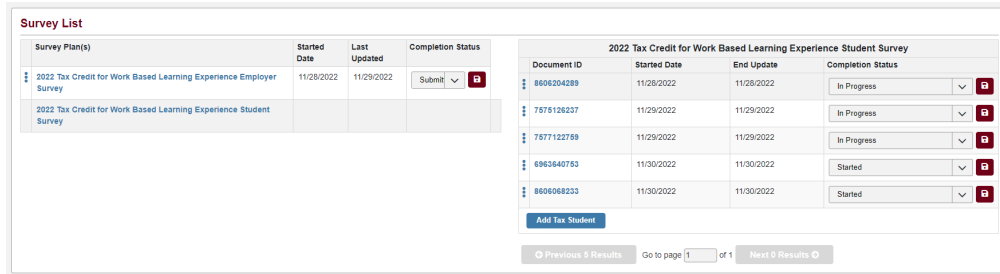 Survey List
Survey Plan(s) Started Date Last Updated Completion Status
2022 Tax Credit for Work Based Learning Experience Employer Survey 11/28/2022 11/29/2022 Submit
2022 Tax Credit for Work Based Learning Experience Student Survey
2022 Tax Credit for Work Based Learning Experience Student Survey
Document ID Started Date End Update Completion Status
8606204289 11/28/2022 11/28/2022 In Progress
7575126237 11/29/2022 11/29/2022 In Progress
7577122759 11/29/2022 11/29/2022 In Progress
6963640753 11/30/2022 11/30/2022 Started
8606068233 11/30/2022 11/30/2022 Started
Add Tax Student
Previous 5 Results Go to page 1 of 1 Next 0 Results